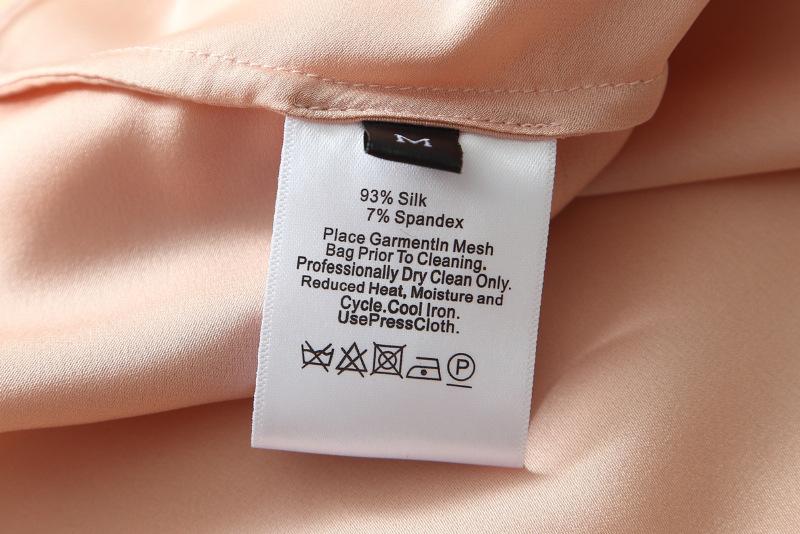 M
93% Silk
7% Spandex
Place GarmentIn Mesh
Bag Prior To Cleaning.
Professionally Dry Clean Only.
Reduced Heat, Moisture and
Cycle.Cool Iron.
UsePressCloth.
P